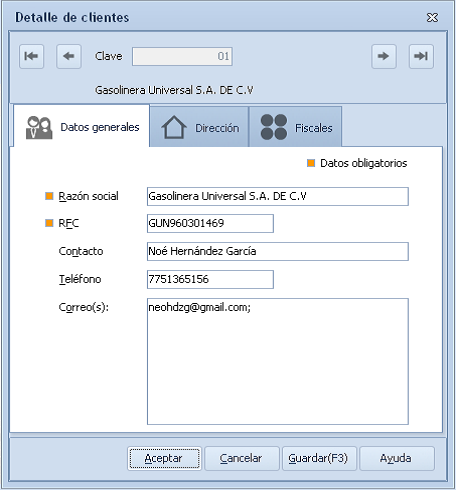 Detalle de clientes
Clave 01
Gasolinera Universal S.A. DE C.V
Datos generales Dirección Fiscales
Datos obligatorios
Razón social Gasolinera Universal S.A. DE C.V
RFC GUN960301469
Contacto Noé Hernández García
Teléfono 7751365156
Correo(s): neohdzg@gmail.com;
Aceptar Cancelar Guardar(F3) Ayuda